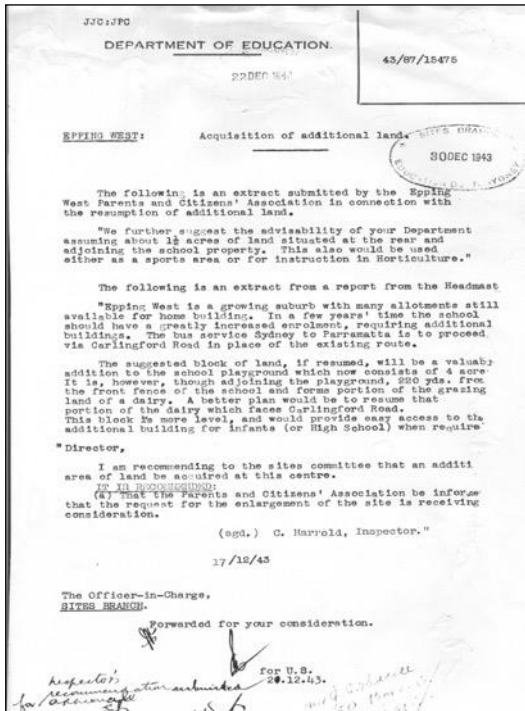 JJC:JPC
DEPARTMENT OF EDUCATION.
43/87/15475
22DEC 1943
EPPING WEST: Acquisition of additional land.
SITES BRANCH
30DEC 1943
EDUCATION SYDNEY
The following is an extract submitted by the Epping
West Parents and Citizens' Association in connection with
the resumption of additional land.
"We further suggest the advisability of your Department
assuming about 1½ acres of land situated at the rear and
adjoining the school property. This also would be used
either as a sports area or for instruction in Horticulture."
The following is an extract from a report from the Headmast
"Epping West is a growing suburb with many allotments still
available for home building. In a few years' time the school
should have a greatly increased enrolment, requiring additional
buildings. The bus service Sydney to Parramatta is to proceed
via Carlingford Road in place of the existing route.
The suggested block of land, if resumed, will be a valuab
addition to the school playground which now consists of 4 acre
It is, however, though adjoining the playground, 220 yds. from
the front fence of the school and forms portion of the grazing
land of a dairy. A better plan would be to resume that
portion of the dairy which faces Carlingford Road.
This block is more level, and would provide easy access to the
additional building for infants (or High School) when require
"Director,
I am recommending to the sites committee that an additi
area of land be acquired at this centre.
IT IS RECOMMENDED:
(a) That the Parents and Citizens' Association be informe
that the request for the enlargement of the site is receiving
consideration.
(sgd.) C. Harrold, Inspector."
17/12/43
The Officer-in-Charge,
SITES BRANCH.
Forwarded for your consideration.
for U.S.
20.12.43.
Inspector's
recommendation submitted
for approval